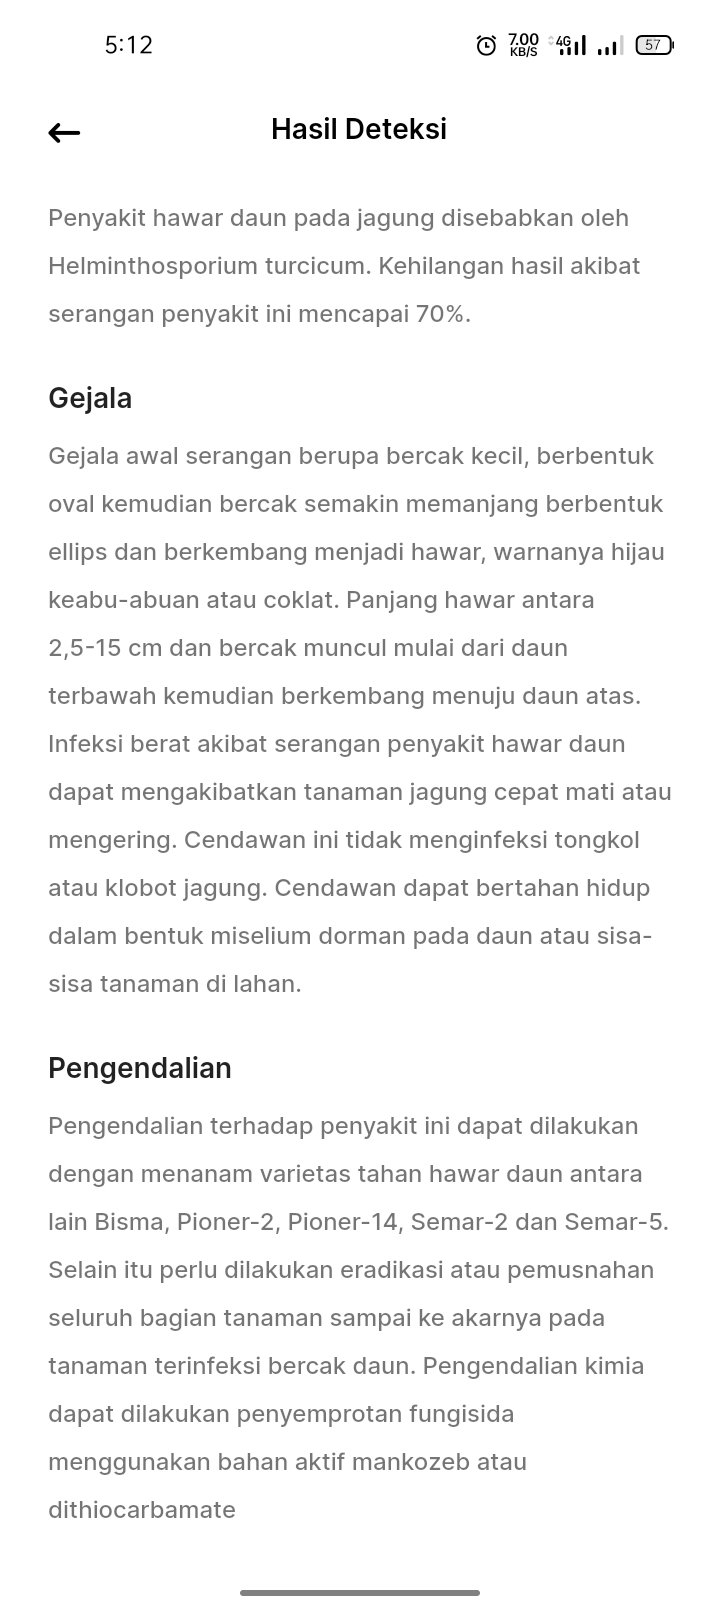 5:12
7.00
KB/S
4G
57
Hasil Deteksi
Penyakit hawar daun pada jagung disebabkan oleh
Helminthosporium turcicum. Kehilangan hasil akibat
serangan penyakit ini mencapai 70%.
Gejala
Gejala awal serangan berupa bercak kecil, berbentuk
oval kemudian bercak semakin memanjang berbentuk
ellips dan berkembang menjadi hawar, warnanya hijau
keabu-abuan atau coklat. Panjang hawar antara
2,5-15 cm dan bercak muncul mulai dari daun
terbawah kemudian berkembang menuju daun atas.
Infeksi berat akibat serangan penyakit hawar daun
dapat mengakibatkan tanaman jagung cepat mati atau
mengering. Cendawan ini tidak menginfeksi tongkol
atau klobot jagung. Cendawan dapat bertahan hidup
dalam bentuk miselium dorman pada daun atau sisa-
sisa tanaman di lahan.
Pengendalian
Pengendalian terhadap penyakit ini dapat dilakukan
dengan menanam varietas tahan hawar daun antara
lain Bisma, Pioner-2, Pioner-14, Semar-2 dan Semar-5.
Selain itu perlu dilakukan eradikasi atau pemusnahan
seluruh bagian tanaman sampai ke akarnya pada
tanaman terinfeksi bercak daun. Pengendalian kimia
dapat dilakukan penyemprotan fungisida
menggunakan bahan aktif mankozeb atau
dithiocarbamate